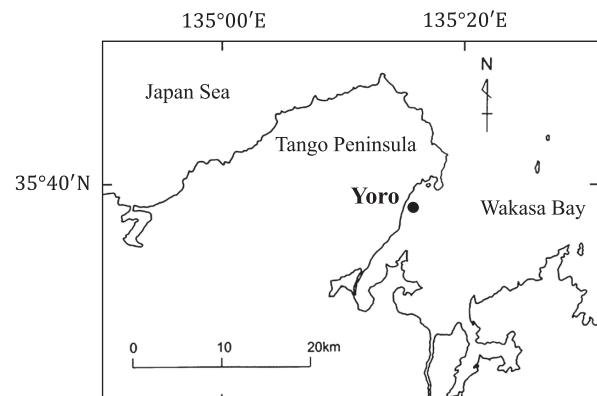 135°00′E
135°20′E
N
Japan Sea
Tango Peninsula
35°40′N
Yoro
Wakasa Bay
0
10
20km